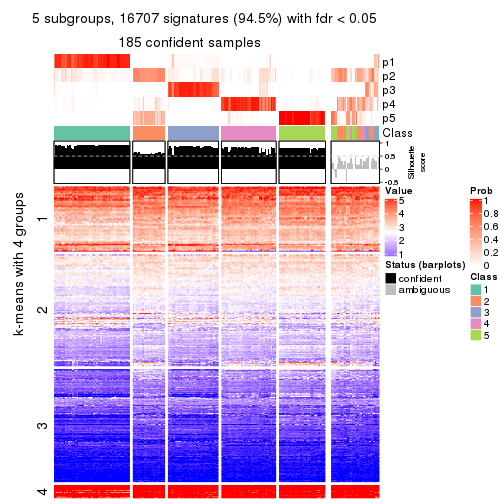 5 subgroups, 16707 signatures (94.5%) with fdr < 0.05
185 confident samples
p1
p2
p3
p4
p5
Class
1
0.5
0
-0.5
Silhouette
score
k-means with 4 groups
1
2
3
4
Value
5
4
3
2
1
Status (barplots)
confident
ambiguous
Prob
1
0.8
0.6
0.4
0.2
0
Class
1
2
3
4
5